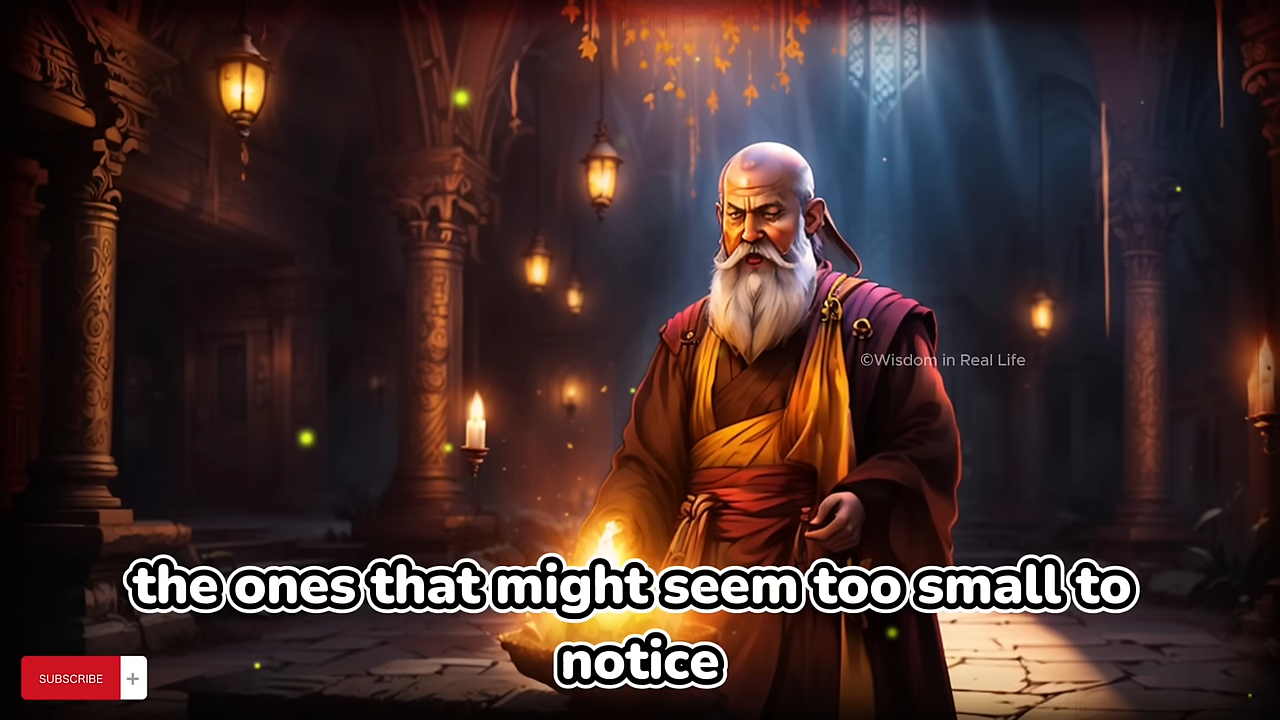 ©Wisdom in Real Life
the ones that might seem too small to
notice
SUBSCRIBE +